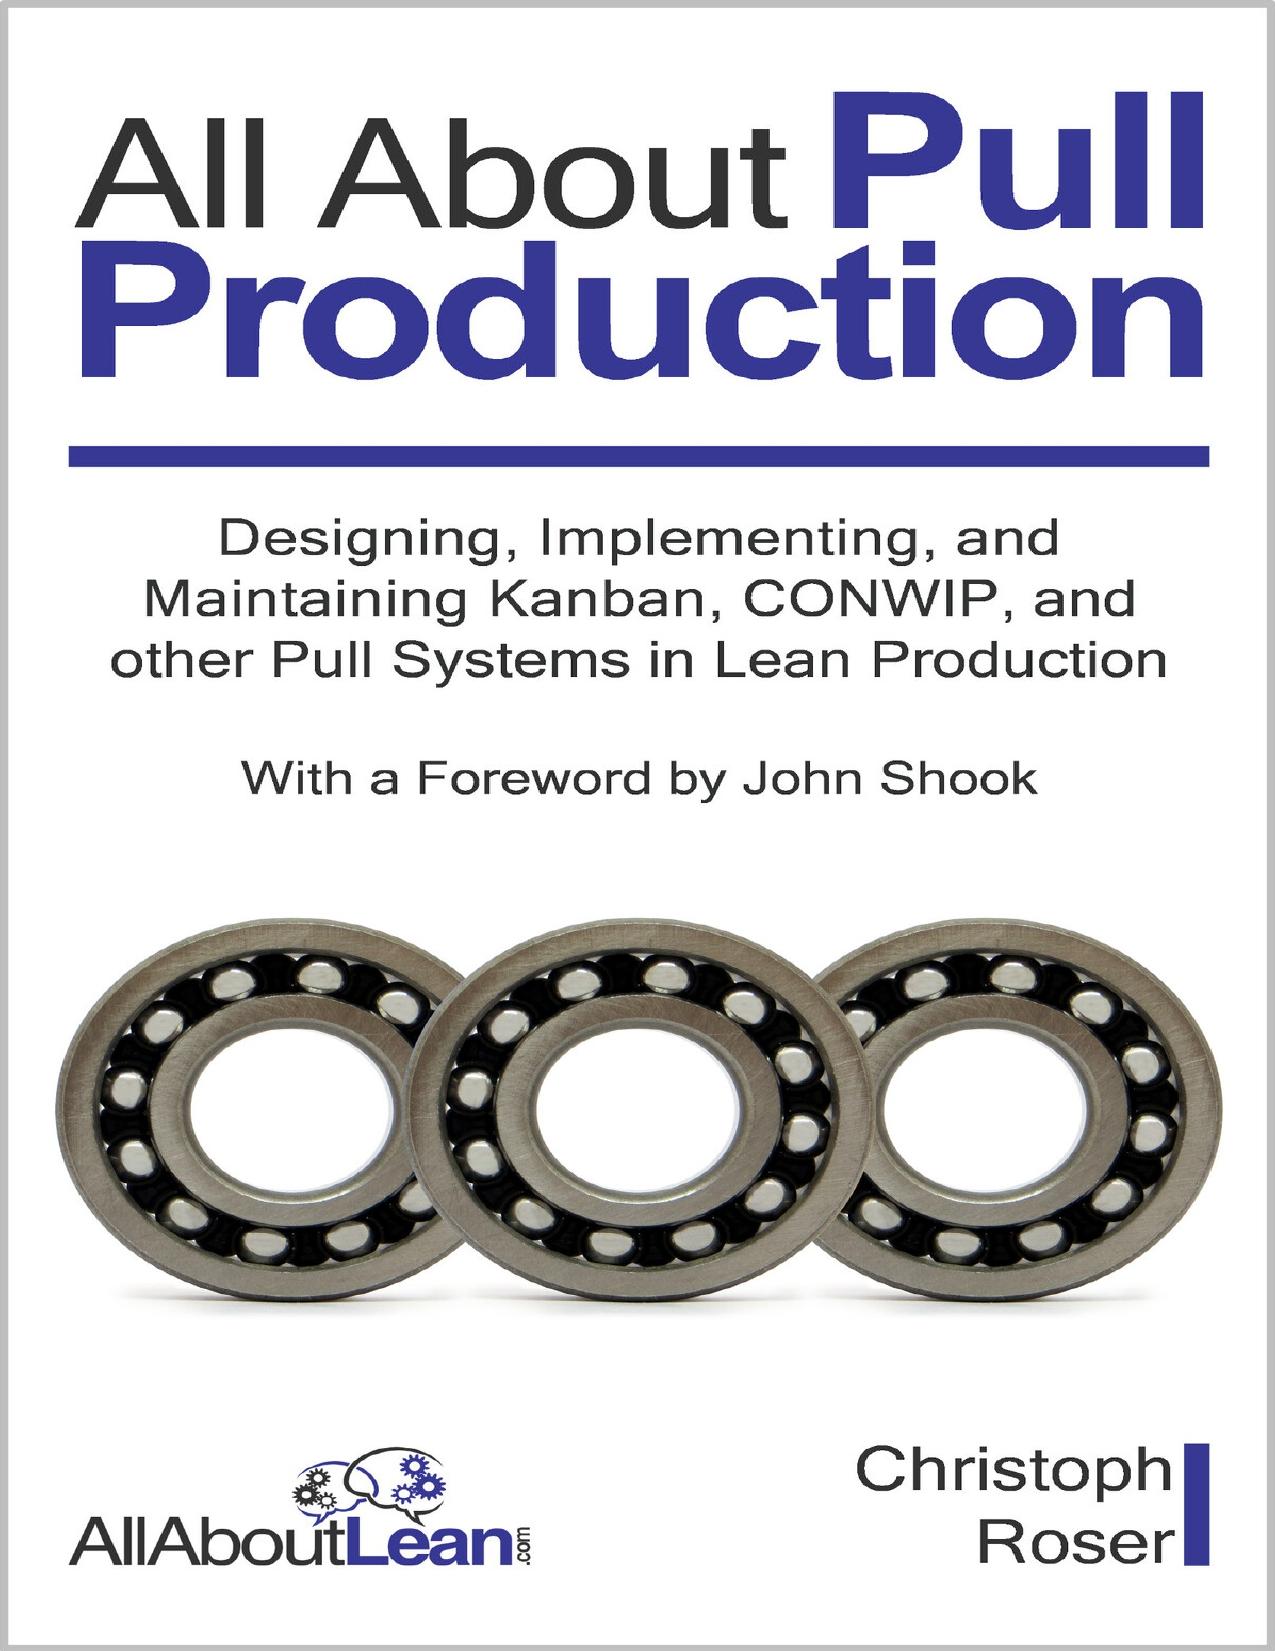 All About Pull
Production
Designing, Implementing, and
Maintaining Kanban, CONWIP, and
other Pull Systems in Lean Production
With a Foreword by John Shook
Christoph
Roser
AllAboutLean.com